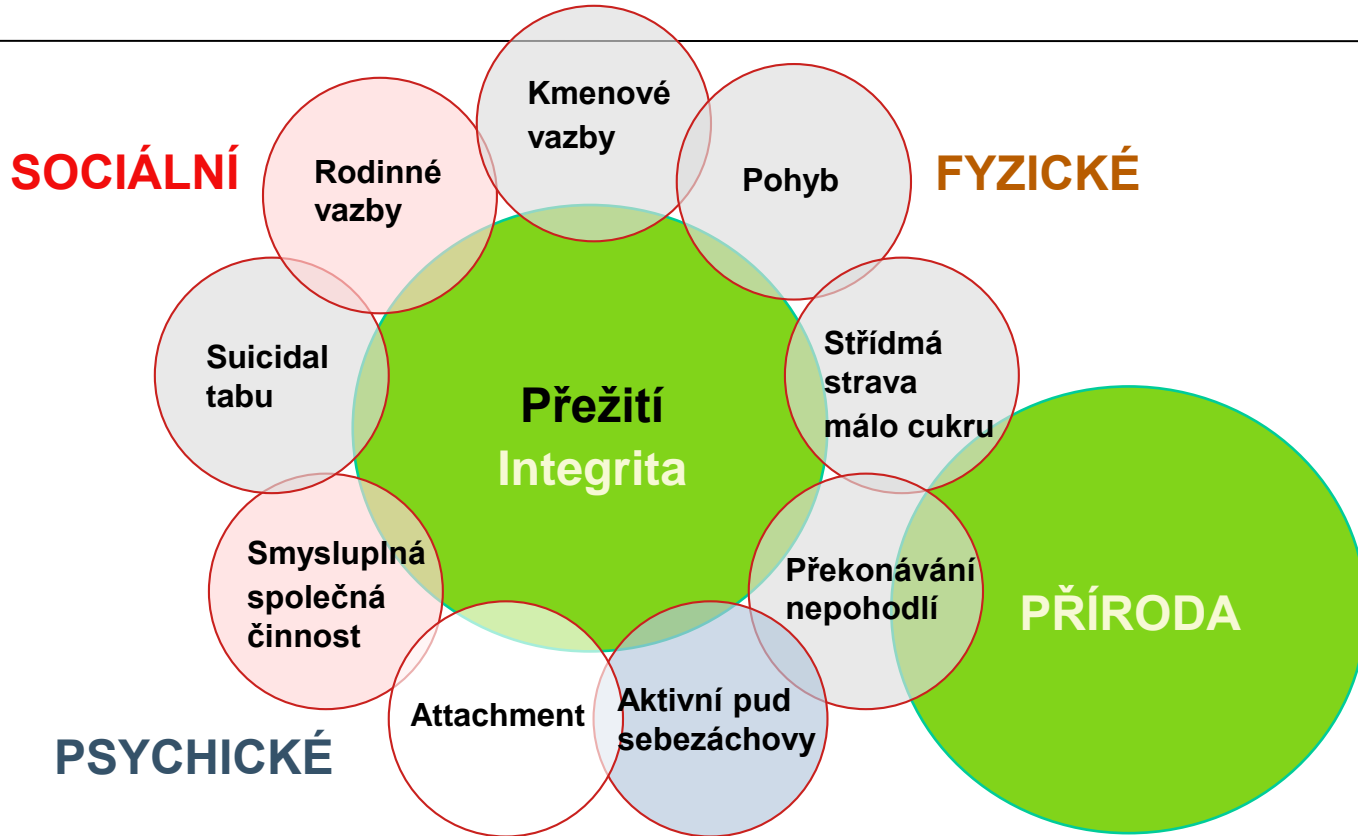 Kmenové
vazby
SOCIÁLNÍ
Rodinné
vazby
Pohyb
FYZICKÉ
Suicidal
tabu
Přežití
Integrita
Střídmá
strava
málo cukru
Smysluplná
společná
činnost
Překonávání
nepohodlí
PŘÍRODA
Attachment
Aktivní pud
sebezáchovy
PSYCHICKÉ